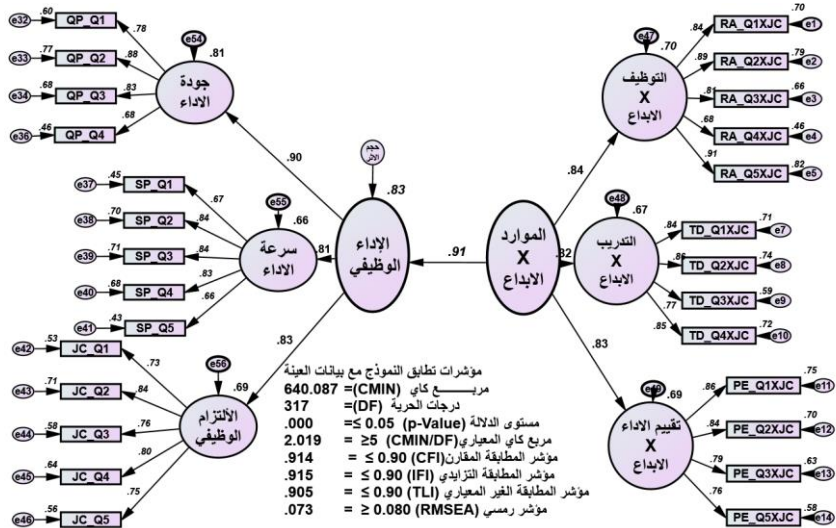 e32 .60 QP_Q1 .78
e33 .77 QP_Q2 .88
e34 .68 QP_Q3 .83
e36 .46 QP_Q4 .68
e54 .81
جودة
الاداء
.90
e37 .45 SP_Q1 .67
e38 .70 SP_Q2 .84
e39 .71 SP_Q3 .84
e40 .68 SP_Q4 .83
e41 .43 SP_Q5 .66
e55 .66
سرعة
الاداء
.81
e42 .53 JC_Q1 .73
e43 .71 JC_Q2 .84
e44 .58 JC_Q3 .76
e45 .64 JC_Q4 .80
e46 .56 JC_Q5 .75
e56 .69
الألتزام
الوظيفي
.83
حجم
الاثر
.83
الإداء
الوظيفي
.91
الموارد
X
الابداع
.84
e47 .70
التوظيف
X
الابداع
.84 RA_Q1XJC .70 e1
.89 RA_Q2XJC .79 e2
.81 RA_Q3XJC .66 e3
.68 RA_Q4XJC .46 e4
.91 RA_Q5XJC .82 e5
.82
e48 .67
التدريب
X
الابداع
.84 TD_Q1XJC .71 e7
.86 TD_Q2XJC .74 e8
.77 TD_Q3XJC .59 e9
.85 TD_Q4XJC .72 e10
.83
e49 .69
تقييم الاداء
X
الابداع
.86 PE_Q1XJC .75 e11
.84 PE_Q2XJC .70 e12
.79 PE_Q3XJC .63 e13
.76 PE_Q5XJC .58 e14
مؤشرات تطابق النموذج مع بيانات العينة
مربــــــع كاي (CMIN) = 640.087
درجات الحرية (DF) = 317
مستوى الدلالة (p-Value) 0.05 ≥ = .000
مربع كاي المعياري (CMIN/DF) 5≥ = 2.019
مؤشر المطابقة المقارن(CFI) 0.90 ≥ = .914
مؤشر المطابقة التزايدي (IFI) 0.90 ≥ = .915
مؤشر المطابقة الغير المعياري (TLI) 0.90 ≥ = .905
مؤشر رمسي (RMSEA) 0.080 ≤ = .073